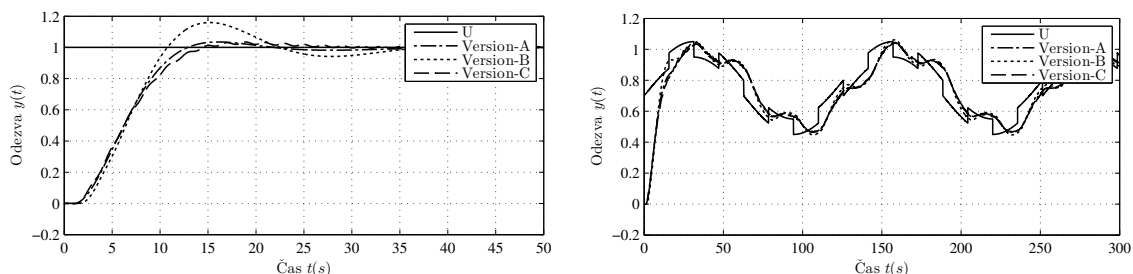 1.2
1
0.8
0.6
0.4
0.2
0
−0.2
Odezva y(t)
0 5 10 15 20 25 30 35 40 45 50
Čas t(s)
U
Version-A
Version-B
Version-C
1.2
1
0.8
0.6
0.4
0.2
0
−0.2
Odezva y(t)
0 50 100 150 200 250 300
Čas t(s)
U
Version-A
Version-B
Version-C